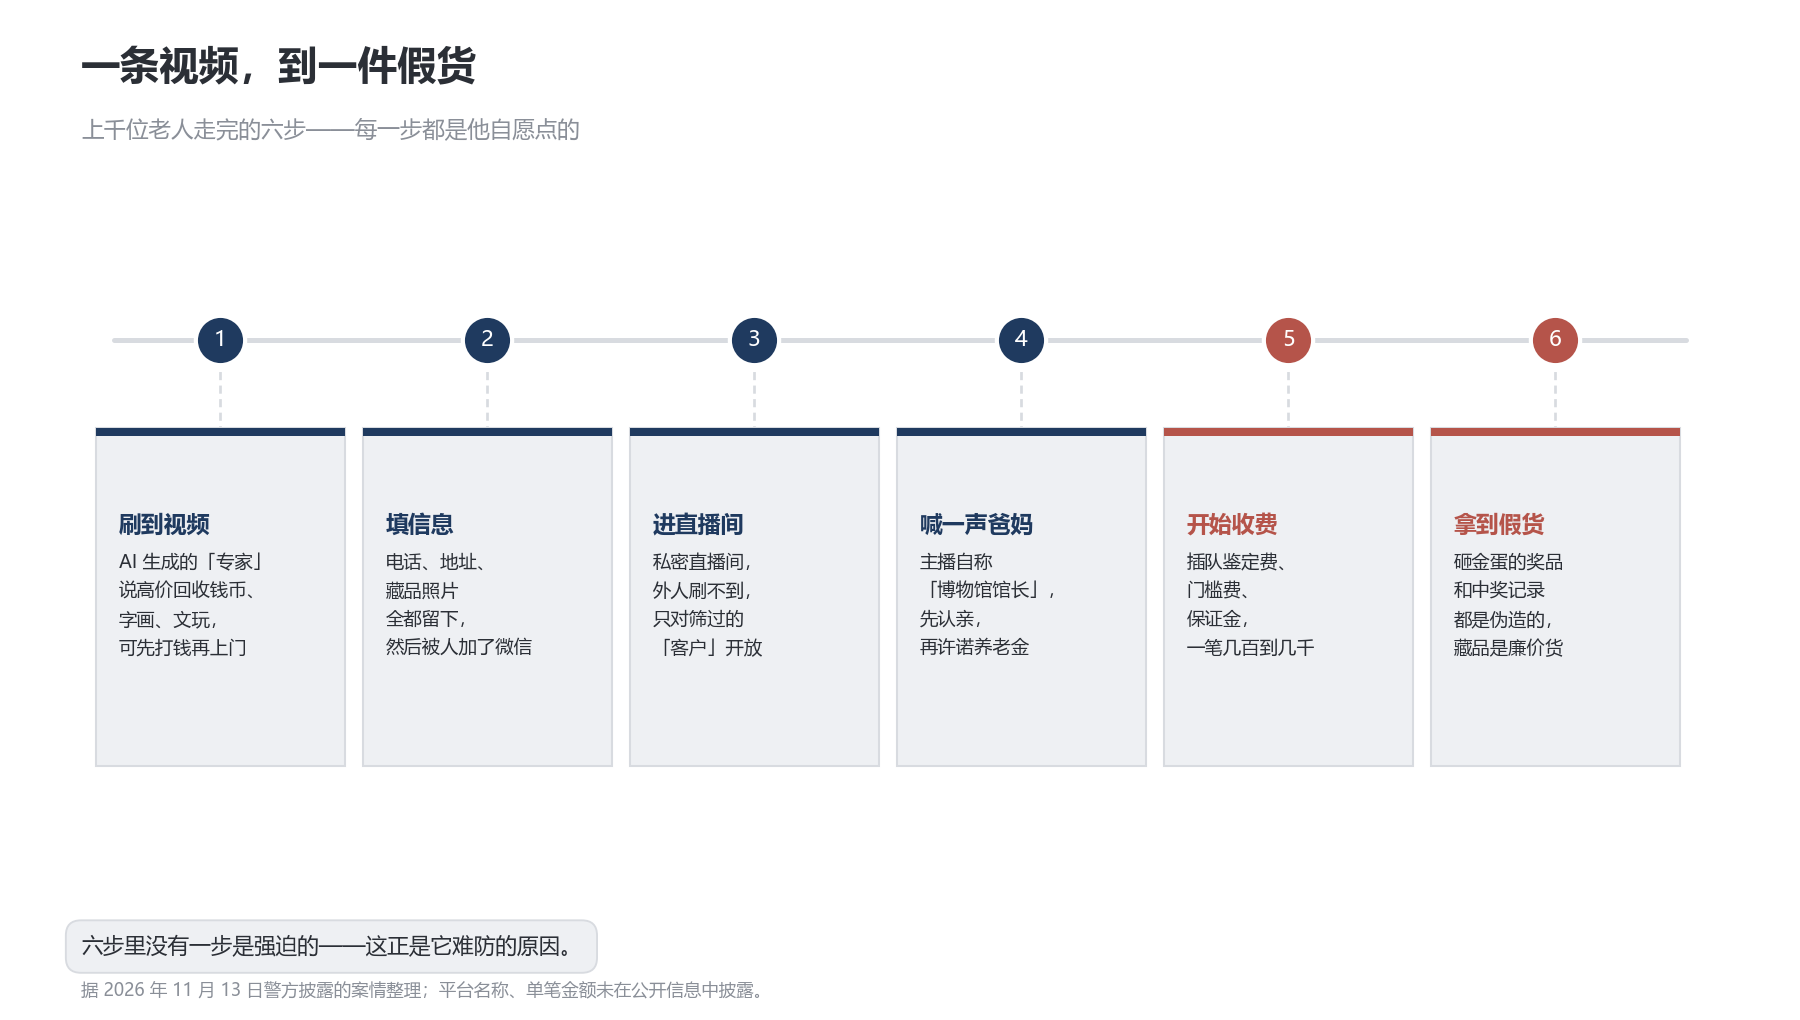 一条视频，到一件假货
上千位老人走完的六步——每一步都是他自愿点的
1
2
3
4
5
6
刷到视频
AI 生成的「专家」
说高价回收钱币、
字画、文玩，
可先打钱再上门
填信息
电话、地址、
藏品照片
全都留下，
然后被人加了微信
进直播间
私密直播间，
外人刷不到，
只对筛过的
「客户」开放
喊一声爸妈
主播自称
「博物馆馆长」，
先认亲，
再许诺养老金
开始收费
插队鉴定费、
门槛费、
保证金，
一笔几百到几千
拿到假货
砸金蛋的奖品
和中奖记录
都是伪造的，
藏品是廉价货
六步里没有一步是强迫的——这正是它难防的原因。
据 2026 年 11 月 13 日警方披露的案情整理；平台名称、单笔金额未在公开信息中披露。